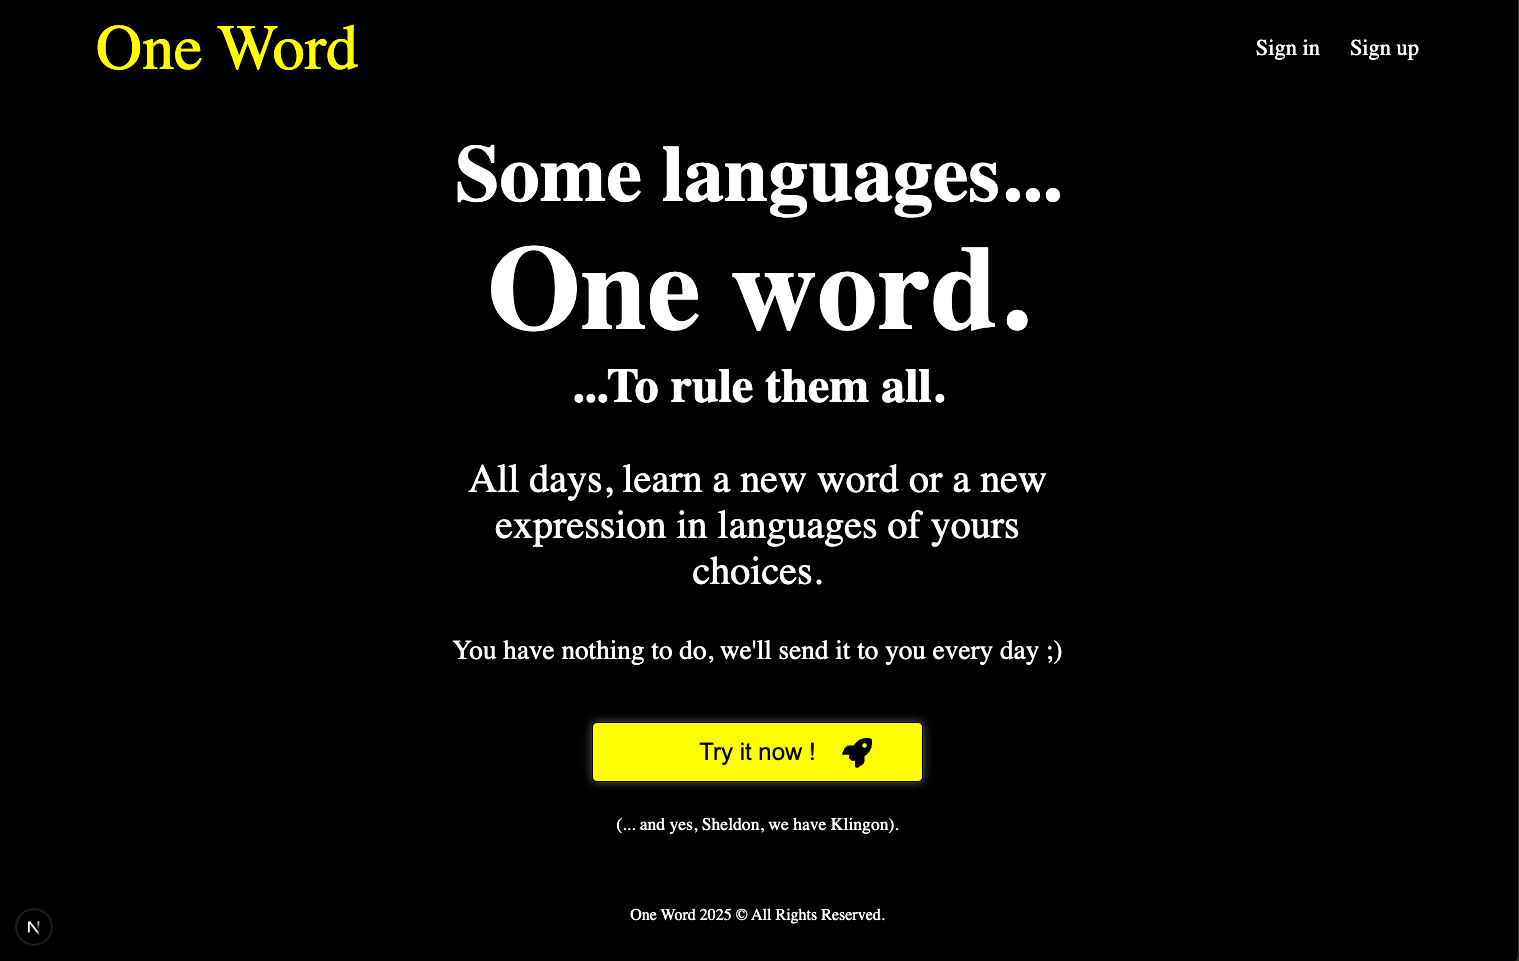 One Word
Sign in
Sign up
Some languages...
One word.
...To rule them all.
All days, learn a new word or a new
expression in languages of yours
choices.
You have nothing to do, we'll send it to you every day ;)
Try it now !
(... and yes, Sheldon, we have Klingon).
One Word 2025 © All Rights Reserved.
N